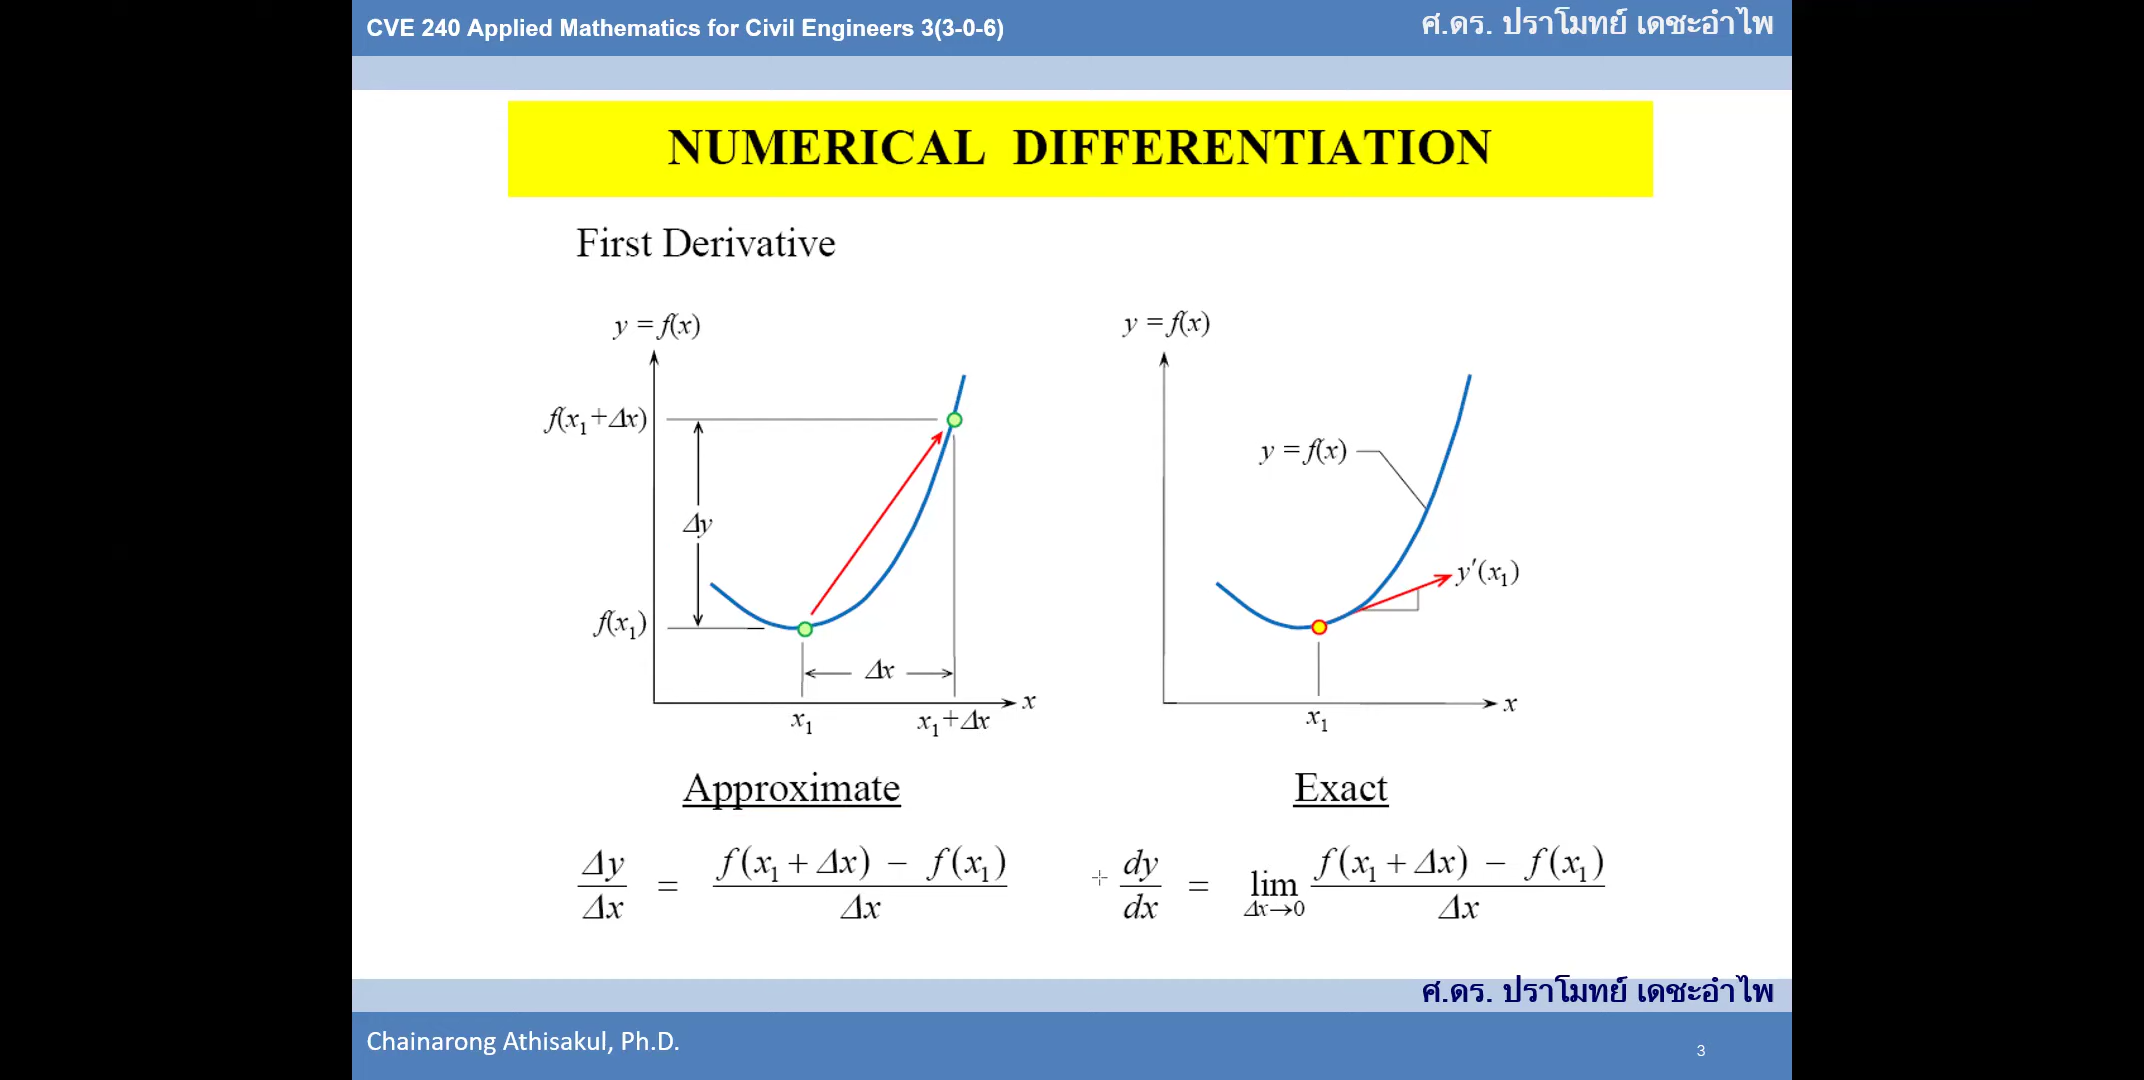 CVE 240 Applied Mathematics for Civil Engineers 3(3-0-6)
ศ.ดร. ปราโมทย์ เดชะอำไพ
NUMERICAL DIFFERENTIATION
First Derivative
y = f(x)
f(x₁+Δx)
Δy
f(x₁)
Δx
x
x₁
x₁+Δx
y = f(x)
y = f(x)
y′(x₁)
x
x₁
Approximate
Δy/Δx = (f(x₁ + Δx) − f(x₁))/Δx
Exact
dy/dx = lim Δx→0 (f(x₁ + Δx) − f(x₁))/Δx
ศ.ดร. ปราโมทย์ เดชะอำไพ
Chainarong Athisakul, Ph.D.
3